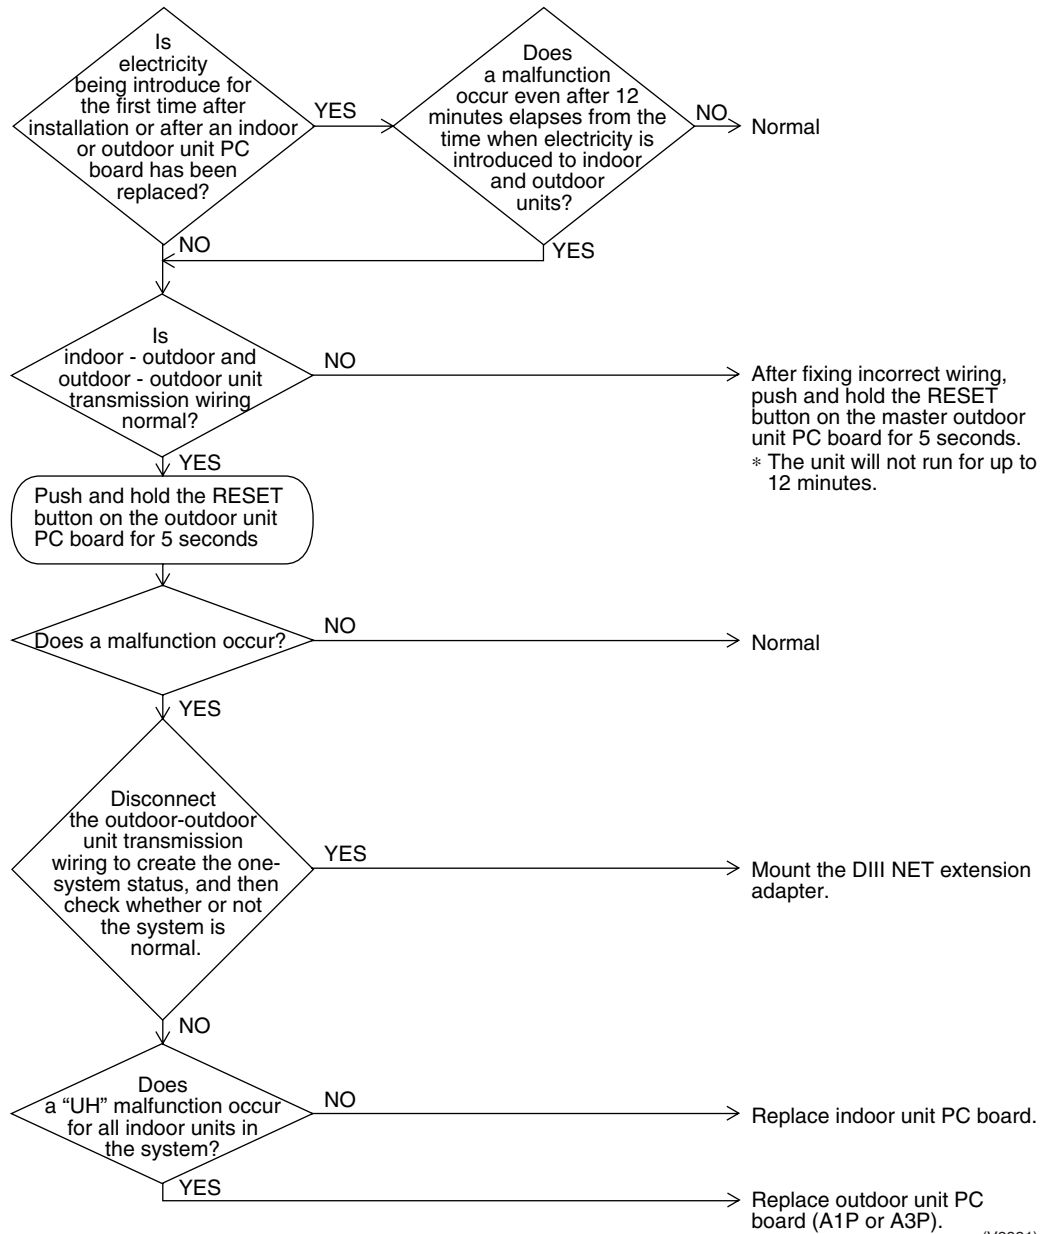 Is
electricity
being introduce for
the first time after
installation or after an indoor
or outdoor unit PC
board has been
replaced?
YES
Does
a malfunction
occur even after 12
minutes elapses from the
time when electricity is
introduced to indoor
and outdoor
units?
NO
Normal
NO
YES
Is
indoor - outdoor and
outdoor - outdoor unit
transmission wiring
normal?
NO
After fixing incorrect wiring,
push and hold the RESET
button on the master outdoor
unit PC board for 5 seconds.
* The unit will not run for up to
12 minutes.
YES
Push and hold the RESET
button on the outdoor unit
PC board for 5 seconds
Does a malfunction occur?
NO
Normal
YES
Disconnect
the outdoor-outdoor
unit transmission
wiring to create the one-
system status, and then
check whether or not
the system is
normal.
YES
Mount the DIII NET extension
adapter.
NO
Does
a “UH” malfunction occur
for all indoor units in
the system?
NO
Replace indoor unit PC board.
YES
Replace outdoor unit PC
board (A1P or A3P).